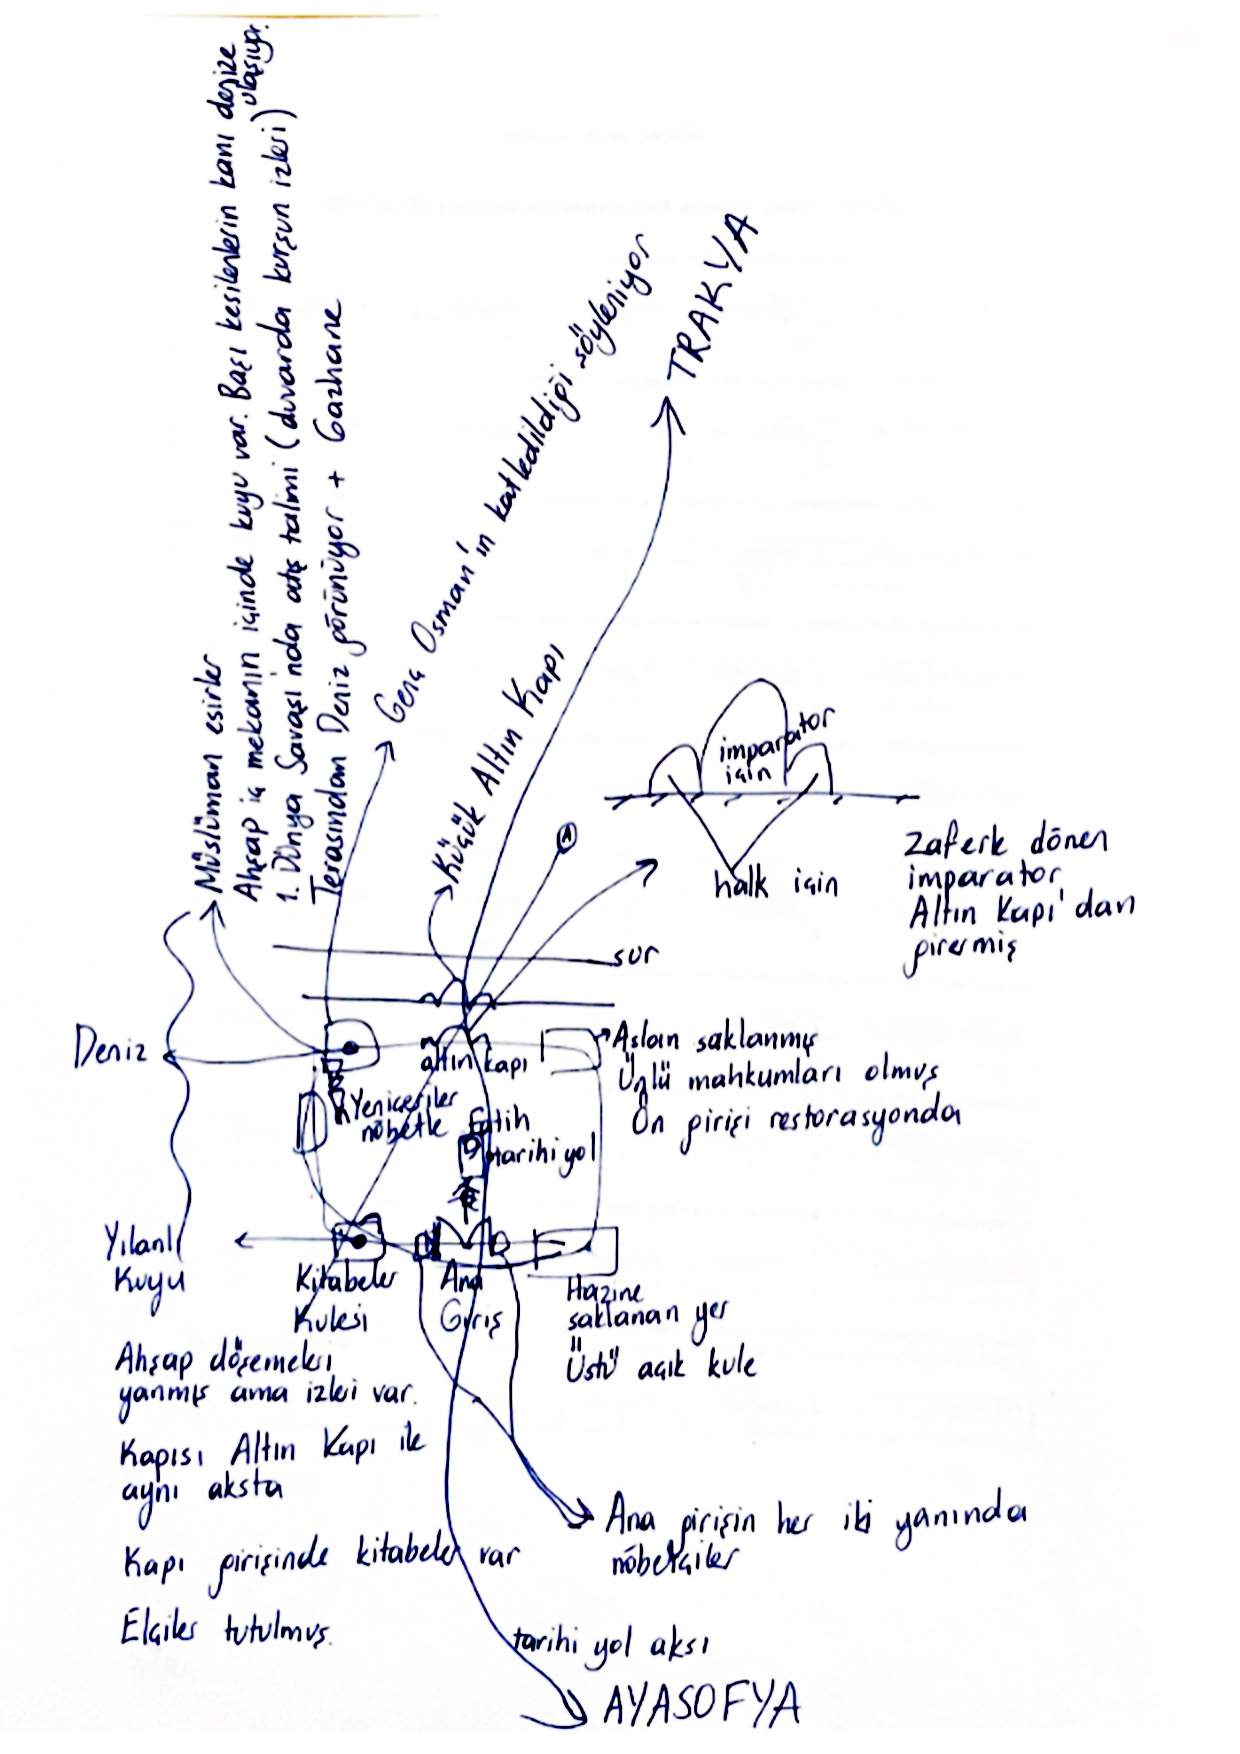 Müslüman esirler
Ahşap iç mekanın içinde kuyu var. Başı kesilenlerin kanı denize ulaşıyor.
1. Dünya Savaşı'nda atış talimi (duvarda kurşun izleri)
Terasından Deniz görünüyor + Gazhane
Genç Osman'ın katledildiği söyleniyor
Küçük Altın Kapı
TRAKYA
A
imparator
için
halk için
Zaferle dönen
imparator
Altın Kapı'dan
girermiş
sur
Deniz
altın kapı
Aslan saklanmış
Ünlü mahkumları olmuş
Ön girişi restorasyonda
Yeniçeriler
nöbette
Fatih
tarihi yol
Yılanlı
Kuyu
Kitabeler
Kulesi
Ana
Giriş
Hazine
saklanan yer
Üstü açık kule
Ahşap döşemeleri
yanmış ama izleri var.
Kapısı Altın Kapı ile
aynı aksta
Kapı girişinde kitabeler var
Elçiler tutulmuş.
Ana girişin her iki yanında
nöbetçiler
tarihi yol aksı
AYASOFYA